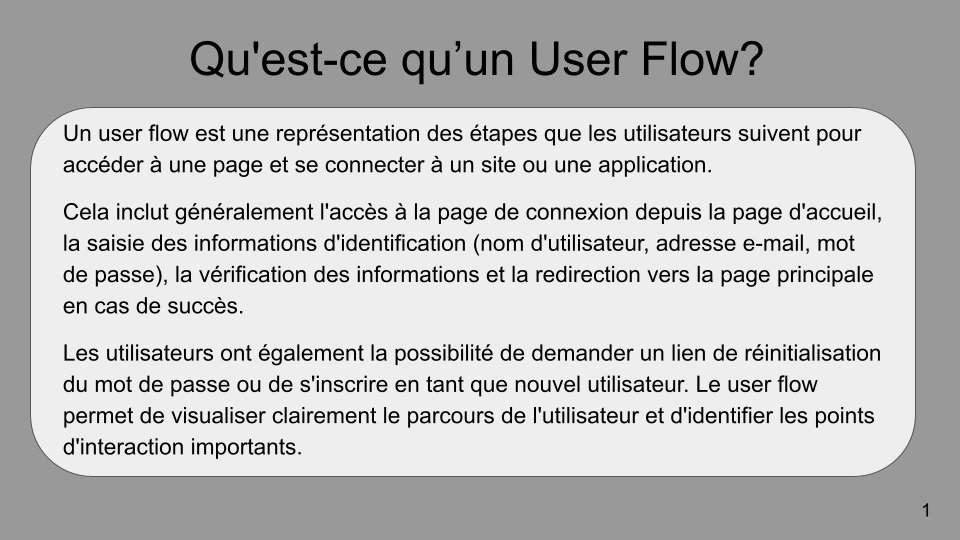 Qu'est-ce qu’un User Flow?
Un user flow est une représentation des étapes que les utilisateurs suivent pour
accéder à une page et se connecter à un site ou une application.
Cela inclut généralement l'accès à la page de connexion depuis la page d'accueil,
la saisie des informations d'identification (nom d'utilisateur, adresse e-mail, mot
de passe), la vérification des informations et la redirection vers la page principale
en cas de succès.
Les utilisateurs ont également la possibilité de demander un lien de réinitialisation
du mot de passe ou de s'inscrire en tant que nouvel utilisateur. Le user flow
permet de visualiser clairement le parcours de l'utilisateur et d'identifier les points
d'interaction importants.
1